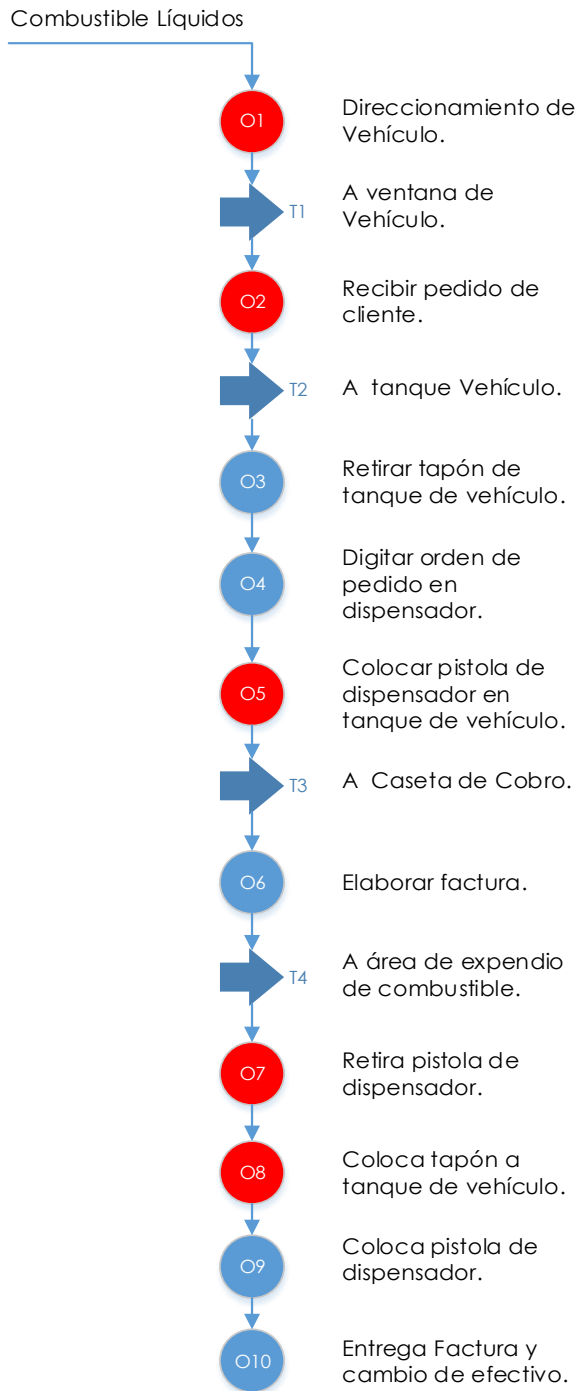 Combustible Líquidos
O1
Direccionamiento de
Vehículo.
T1
A ventana de
Vehículo.
O2
Recibir pedido de
cliente.
T2
A tanque Vehículo.
O3
Retirar tapón de
tanque de vehículo.
O4
Digitar orden de
pedido en
dispensador.
O5
Colocar pistola de
dispensador en
tanque de vehículo.
T3
A Caseta de Cobro.
O6
Elaborar factura.
T4
A área de expendio
de combustible.
O7
Retira pistola de
dispensador.
O8
Coloca tapón a
tanque de vehículo.
O9
Coloca pistola de
dispensador.
O10
Entrega Factura y
cambio de efectivo.